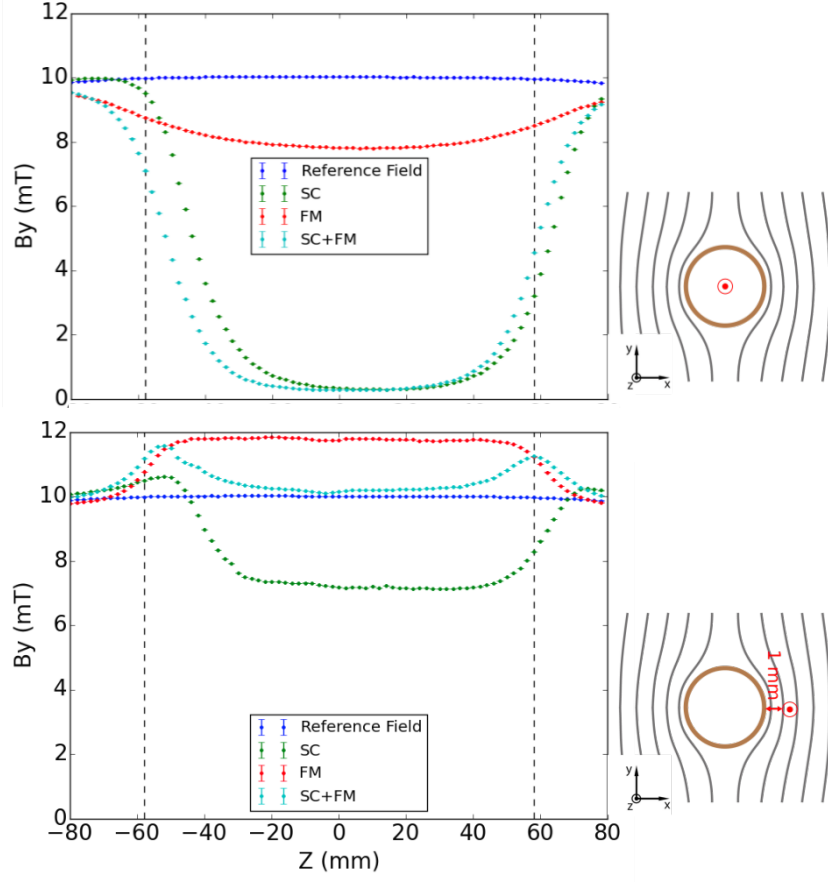 12
10
8
6
4
2
0
By (mT)
Reference Field
SC
FM
SC+FM
y
z
x
12
10
8
6
4
2
0
By (mT)
Reference Field
SC
FM
SC+FM
−80
−60
−40
−20
0
20
40
60
80
Z (mm)
1 mm
y
z
x